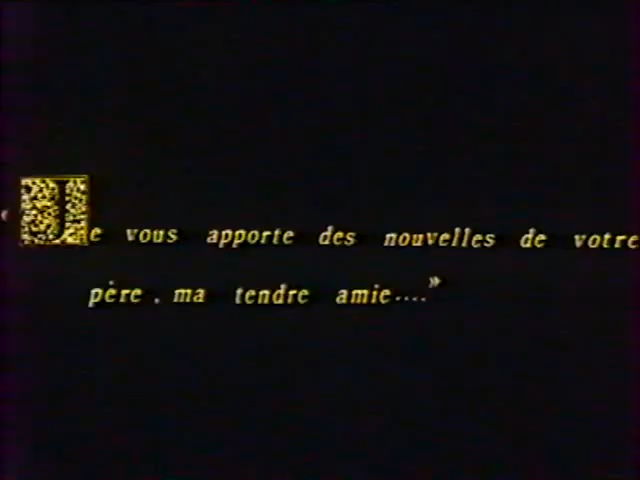 «Je vous apporte des nouvelles de votre
père, ma tendre amie....»